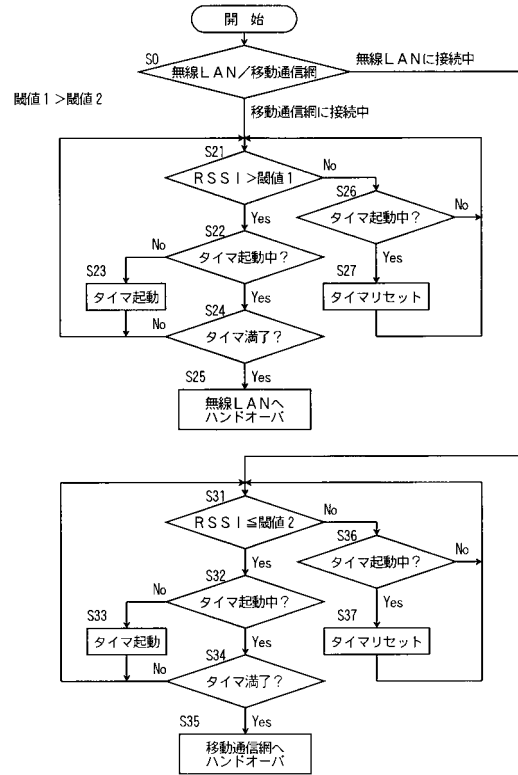 開 始
S0
無線LAN／移動通信網
無線LANに接続中
閾値1＞閾値2
移動通信網に接続中
S21
RSSI＞閾値1
No
S26
タイマ起動中？
No
Yes
S22
タイマ起動中？
No
Yes
S23
タイマ起動
S27
タイマリセット
Yes
S24
タイマ満了？
No
S25
Yes
無線LANへ
ハンドオーバ
S31
RSSI≦閾値2
No
S36
タイマ起動中？
No
Yes
S32
タイマ起動中？
No
Yes
S33
タイマ起動
S37
タイマリセット
Yes
S34
タイマ満了？
No
S35
Yes
移動通信網へ
ハンドオーバ